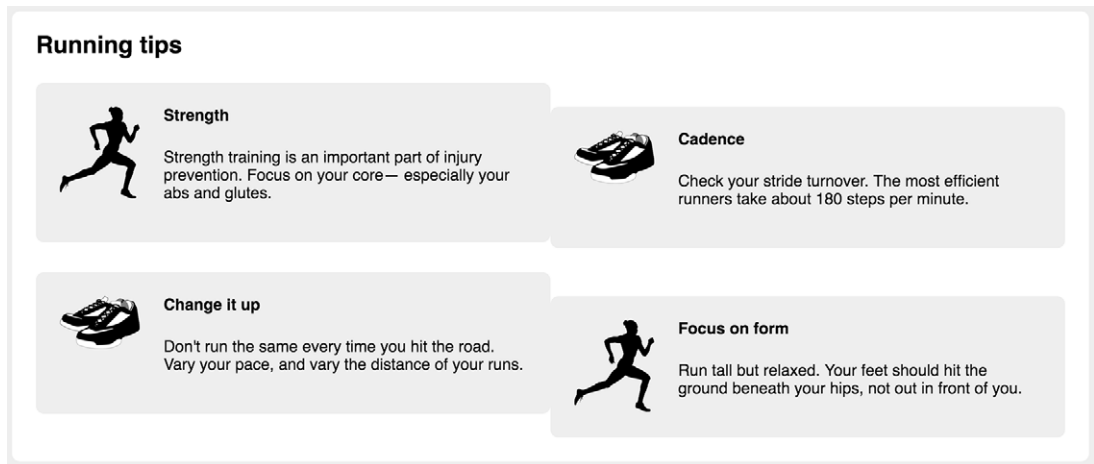 Running tips
Strength
Strength training is an important part of injury
prevention. Focus on your core— especially your
abs and glutes.
Cadence
Check your stride turnover. The most efficient
runners take about 180 steps per minute.
Change it up
Don't run the same every time you hit the road.
Vary your pace, and vary the distance of your runs.
Focus on form
Run tall but relaxed. Your feet should hit the
ground beneath your hips, not out in front of you.